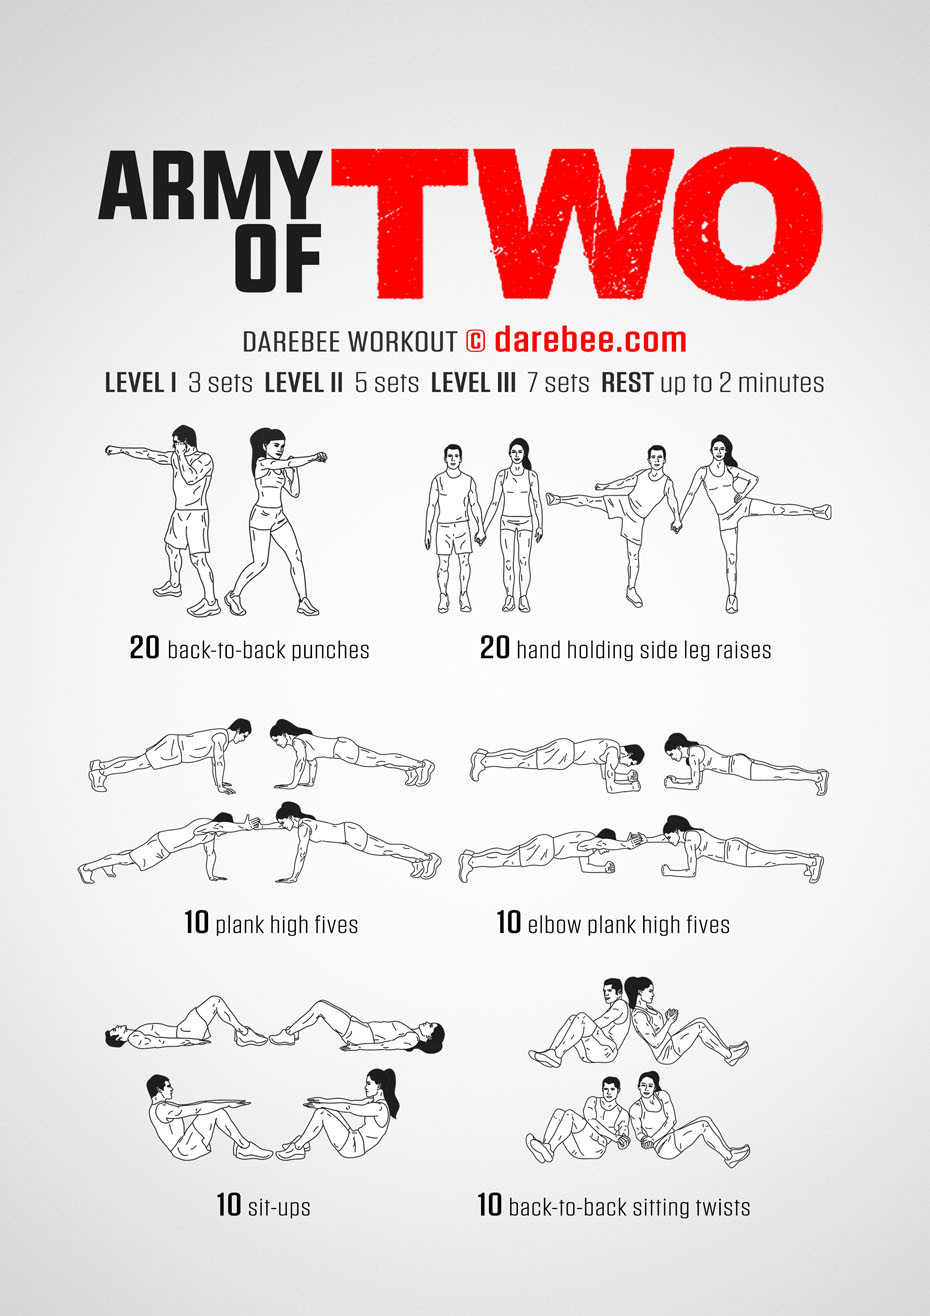 ARMY
OF TWO
DAREBEE WORKOUT © darebee.com
LEVEL I 3 sets LEVEL II 5 sets LEVEL III 7 sets REST up to 2 minutes
20 back-to-back punches
20 hand holding side leg raises
10 plank high fives
10 elbow plank high fives
10 sit-ups
10 back-to-back sitting twists